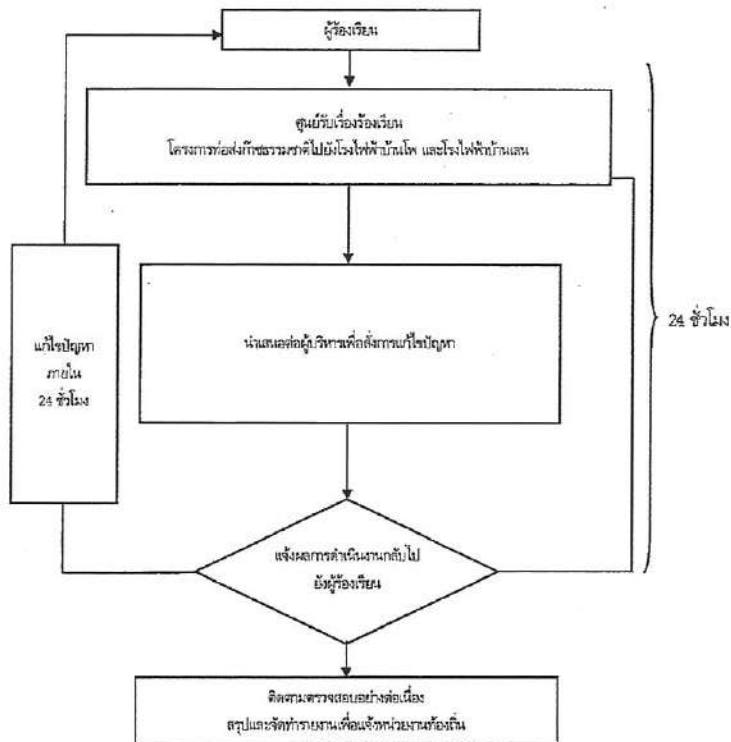 ผู้ร้องเรียน
ศูนย์รับเรื่องร้องเรียน
โครงการท่อส่งก๊าซธรรมชาติไปยังโรงไฟฟ้าบ้านโพ และโรงไฟฟ้าบ้านเลน
นำเสนอต่อผู้บริหารเพื่อสั่งการแก้ไขปัญหา
แก้ไขปัญหา
ภายใน
24 ชั่วโมง
24 ชั่วโมง
แจ้งผลการดำเนินงานกลับไป
ยังผู้ร้องเรียน
ติดตามตรวจสอบอย่างต่อเนื่อง
สรุปและจัดทำรายงานเพื่อแจ้งหน่วยงานท้องถิ่น